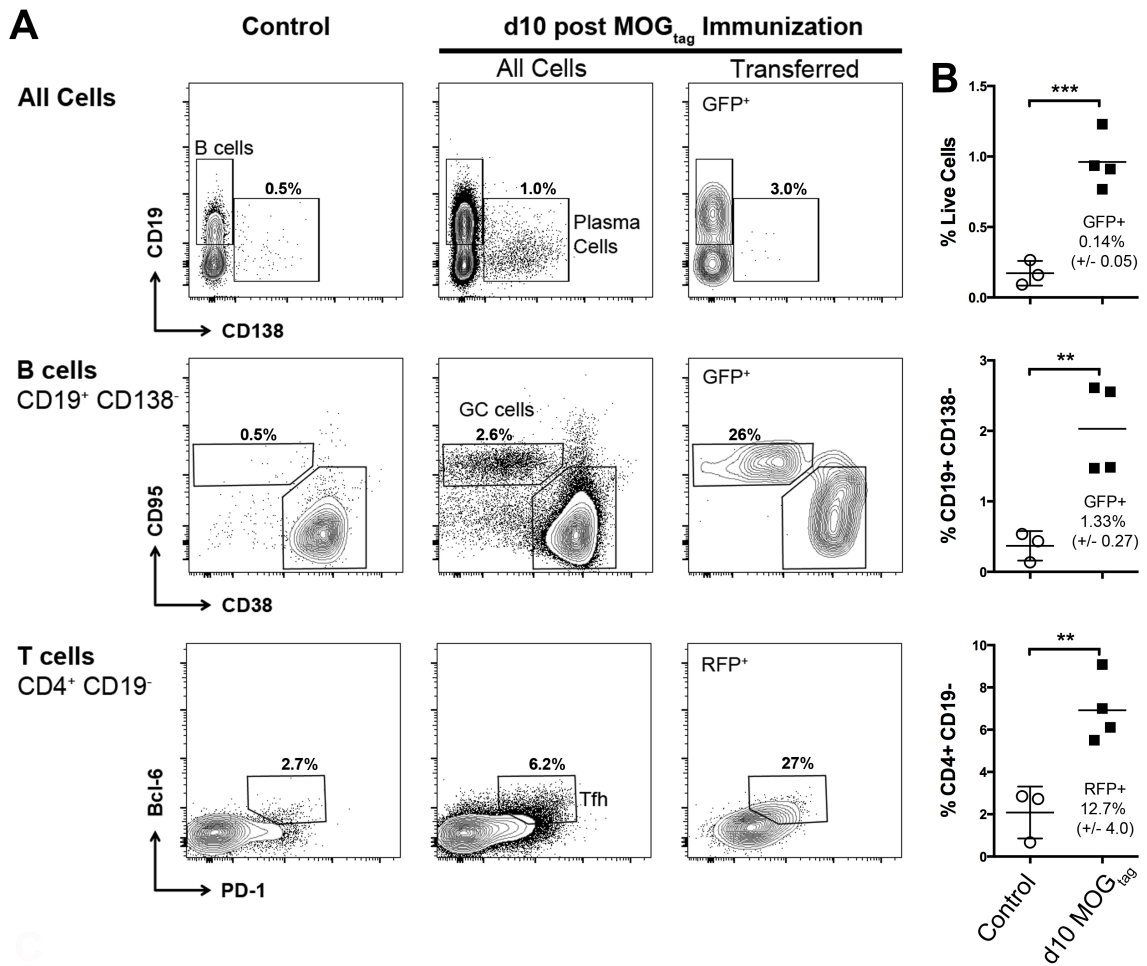 A
Control
d10 post MOGtag Immunization
All Cells
Transferred
All Cells
B cells
0.5%
1.0%
Plasma
Cells
GFP+
3.0%
CD19
CD138
B cells
CD19+ CD138-
0.5%
GC cells
2.6%
GFP+
26%
CD95
CD38
T cells
CD4+ CD19-
2.7%
6.2%
Tfh
RFP+
27%
Bcl-6
PD-1
B
% Live Cells
1.5
1.0
0.5
0.0
***
GFP+
0.14%
(+/- 0.05)
% CD19+ CD138-
3
2
1
0
**
GFP+
1.33%
(+/- 0.27)
% CD4+ CD19-
10
8
6
4
2
0
**
RFP+
12.7%
(+/- 4.0)
Control
d10 MOGtag
C